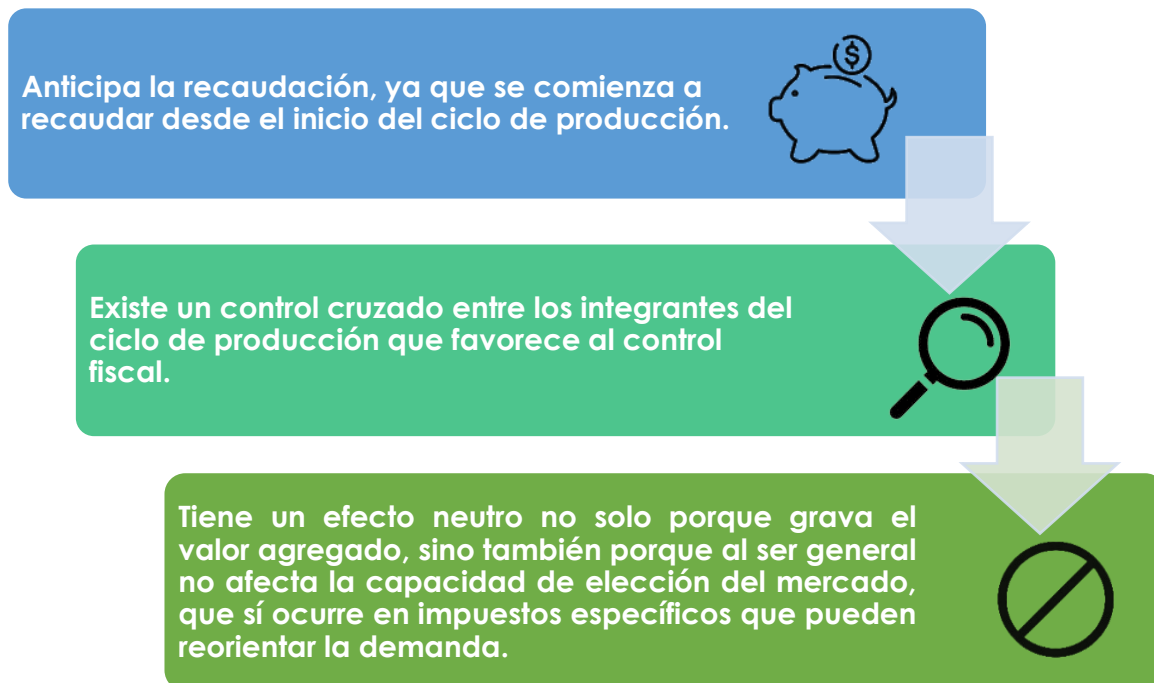 Anticipa la recaudación, ya que se comienza a
recaudar desde el inicio del ciclo de producción.
$
Existe un control cruzado entre los integrantes del
ciclo de producción que favorece al control
fiscal.
Tiene un efecto neutro no solo porque grava el
valor agregado, sino también porque al ser general
no afecta la capacidad de elección del mercado,
que sí ocurre en impuestos específicos que pueden
reorientar la demanda.